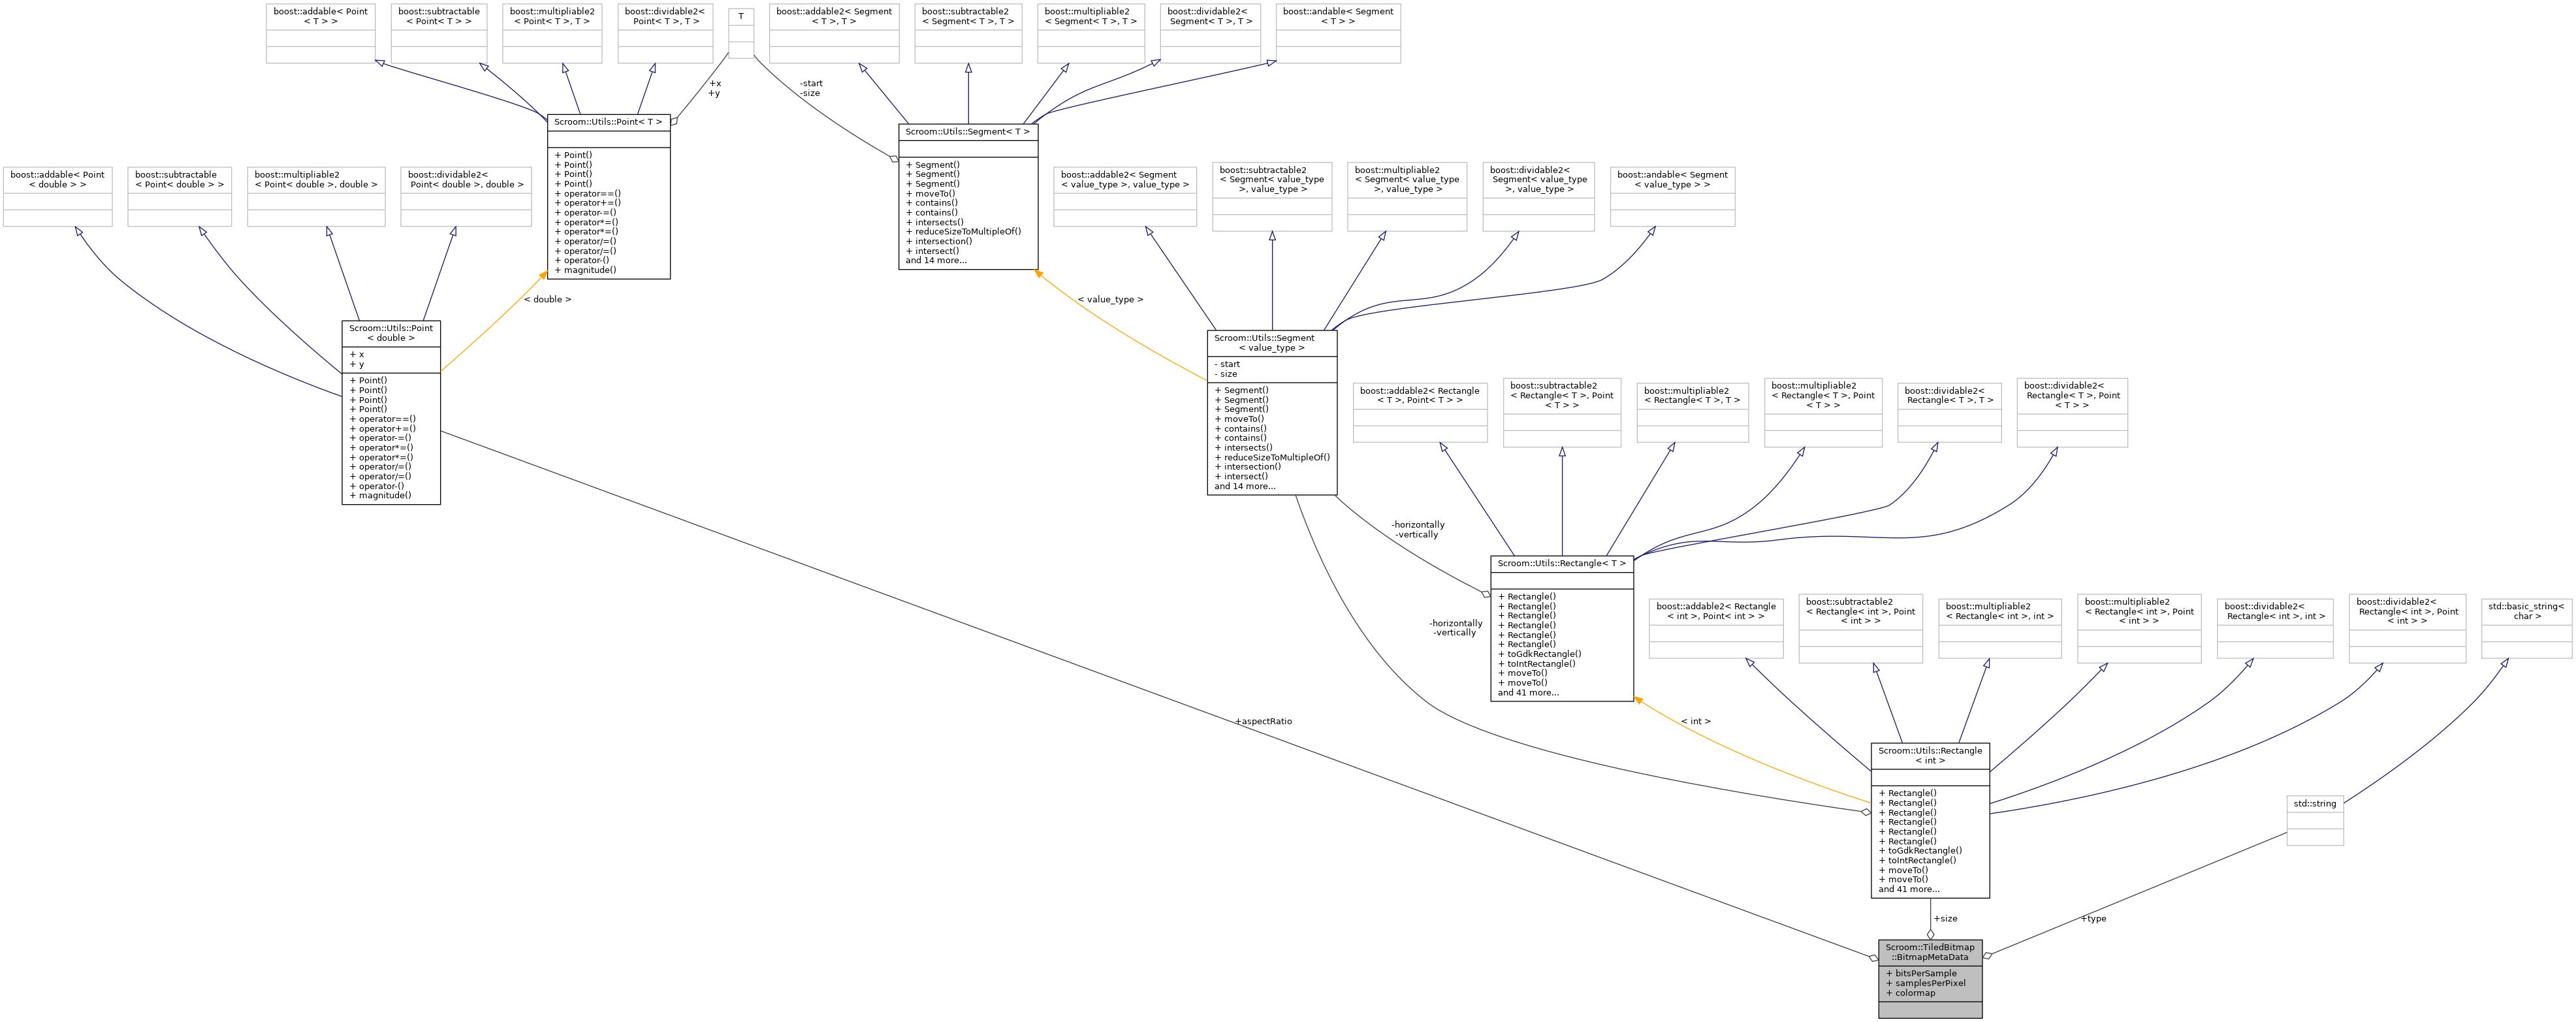 boost::addable< Point
< T > >
boost::subtractable
< Point< T > >
boost::multipliable2
< Point< T >, T >
boost::dividable2<
Point< T >, T >
T
boost::addable2< Segment
< T >, T >
boost::subtractable2
< Segment< T >, T >
boost::multipliable2
< Segment< T >, T >
boost::dividable2<
Segment< T >, T >
boost::andable< Segment
< T > >
+x
+y
-start
-size
Scroom::Utils::Point< T >
+ Point()
+ Point()
+ Point()
+ Point()
+ operator==()
+ operator+=()
+ operator-=()
+ operator*=()
+ operator*=()
+ operator/=()
+ operator/=()
+ operator-()
+ magnitude()
Scroom::Utils::Segment< T >
+ Segment()
+ Segment()
+ Segment()
+ moveTo()
+ contains()
+ contains()
+ intersects()
+ reduceSizeToMultipleOf()
+ intersection()
+ intersect()
and 14 more...
boost::addable< Point
< double > >
boost::subtractable
< Point< double > >
boost::multipliable2
< Point< double >, double >
boost::dividable2<
Point< double >, double >
boost::addable2< Segment
< value_type >, value_type >
boost::subtractable2
< Segment< value_type
>, value_type >
boost::multipliable2
< Segment< value_type
>, value_type >
boost::dividable2<
Segment< value_type
>, value_type >
boost::andable< Segment
< value_type > >
< double >
< value_type >
Scroom::Utils::Point
< double >
+ x
+ y
+ Point()
+ Point()
+ Point()
+ Point()
+ operator==()
+ operator+=()
+ operator-=()
+ operator*=()
+ operator*=()
+ operator/=()
+ operator/=()
+ operator-()
+ magnitude()
Scroom::Utils::Segment
< value_type >
- start
- size
+ Segment()
+ Segment()
+ Segment()
+ moveTo()
+ contains()
+ contains()
+ intersects()
+ reduceSizeToMultipleOf()
+ intersection()
+ intersect()
and 14 more...
boost::addable2< Rectangle
< T >, Point< T > >
boost::subtractable2
< Rectangle< T >, Point
< T > >
boost::multipliable2
< Rectangle< T >, T >
boost::multipliable2
< Rectangle< T >, Point
< T > >
boost::dividable2<
Rectangle< T >, T >
boost::dividable2<
Rectangle< T >, Point
< T > >
-horizontally
-vertically
Scroom::Utils::Rectangle< T >
+ Rectangle()
+ Rectangle()
+ Rectangle()
+ Rectangle()
+ Rectangle()
+ Rectangle()
+ toGdkRectangle()
+ toIntRectangle()
+ moveTo()
+ moveTo()
and 41 more...
-horizontally
-vertically
boost::addable2< Rectangle
< int >, Point< int > >
boost::subtractable2
< Rectangle< int >, Point
< int > >
boost::multipliable2
< Rectangle< int >, int >
boost::multipliable2
< Rectangle< int >, Point
< int > >
boost::dividable2<
Rectangle< int >, int >
boost::dividable2<
Rectangle< int >, Point
< int > >
std::basic_string<
char >
+aspectRatio
< int >
Scroom::Utils::Rectangle
< int >
+ Rectangle()
+ Rectangle()
+ Rectangle()
+ Rectangle()
+ Rectangle()
+ Rectangle()
+ toGdkRectangle()
+ toIntRectangle()
+ moveTo()
+ moveTo()
and 41 more...
std::string
+size
+type
Scroom::TiledBitmap
::BitmapMetaData
+ bitsPerSample
+ samplesPerPixel
+ colormap